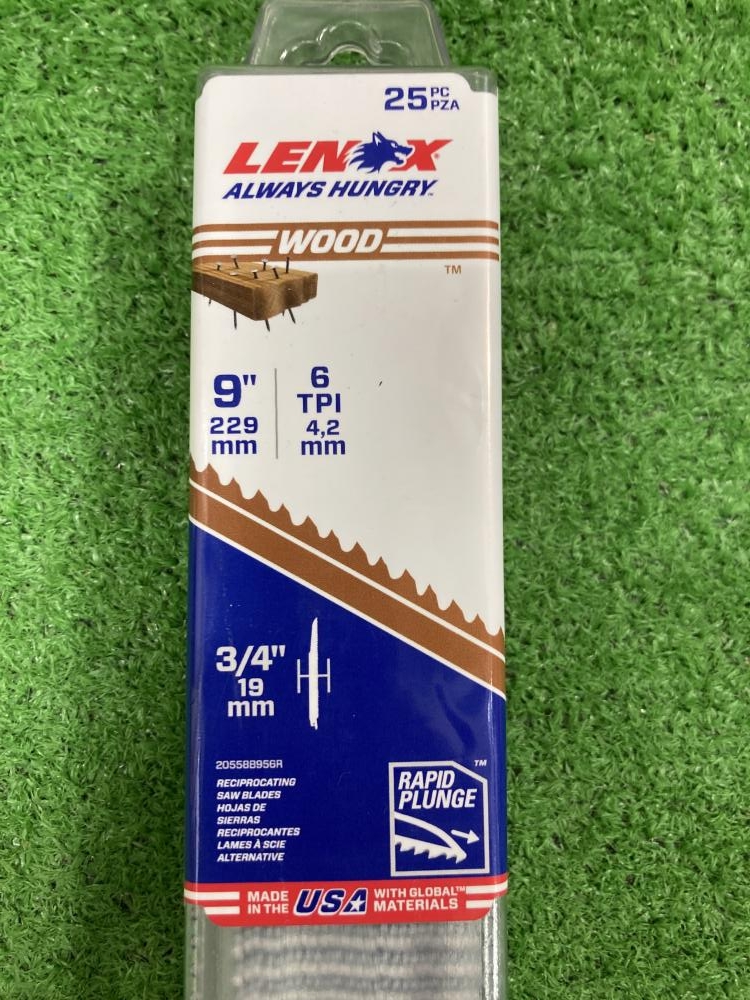 25 PC
PZA
LENOX®
ALWAYS HUNGRY™
WOOD
™
9"
229
mm
6
TPI
4,2
mm
3/4"
19
mm
20558B956R
RECIPROCATING
SAW BLADES
HOJAS DE
SIERRAS
RECIPROCANTES
LAMES À SCIE
ALTERNATIVE
RAPID
PLUNGE
™
MADE
IN THE
USA
WITH GLOBAL™
MATERIALS